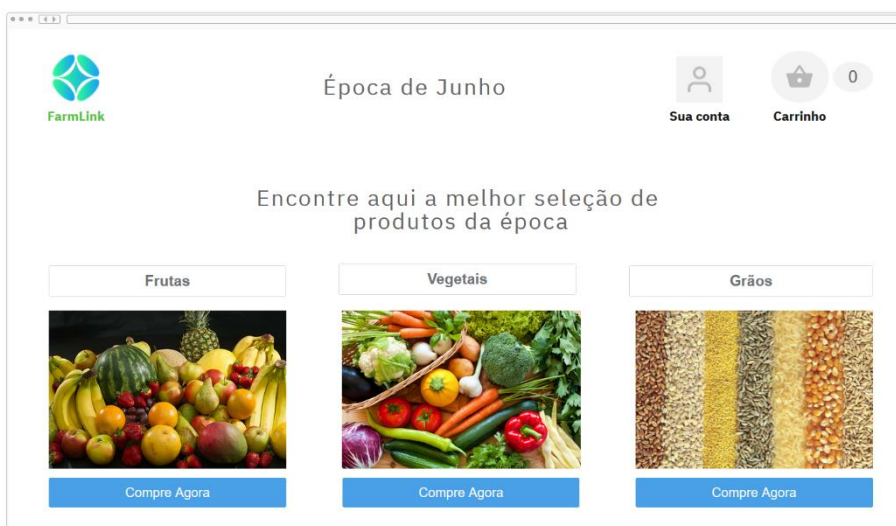 FarmLink
Época de Junho
Sua conta
Carrinho
0
Encontre aqui a melhor seleção de
produtos da época
Frutas
Vegetais
Grãos
Compre Agora
Compre Agora
Compre Agora